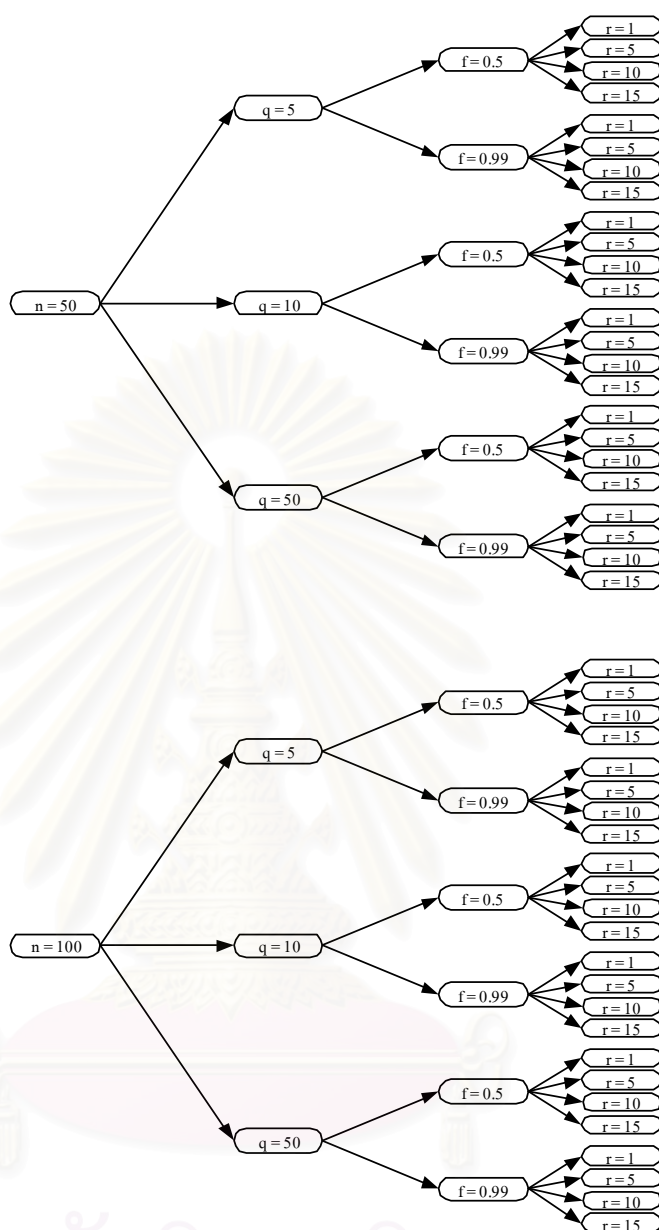 r = 1
f = 0.5
r = 5
r = 10
r = 15
q = 5
r = 1
f = 0.99
r = 5
r = 10
r = 15
r = 1
f = 0.5
r = 5
r = 10
r = 15
n = 50
q = 10
r = 1
f = 0.99
r = 5
r = 10
r = 15
r = 1
f = 0.5
r = 5
r = 10
r = 15
q = 50
r = 1
f = 0.99
r = 5
r = 10
r = 15
r = 1
f = 0.5
r = 5
r = 10
r = 15
q = 5
r = 1
f = 0.99
r = 5
r = 10
r = 15
r = 1
f = 0.5
r = 5
r = 10
r = 15
n = 100
q = 10
r = 1
f = 0.99
r = 5
r = 10
r = 15
r = 1
f = 0.5
r = 5
r = 10
r = 15
q = 50
r = 1
f = 0.99
r = 5
r = 10
r = 15